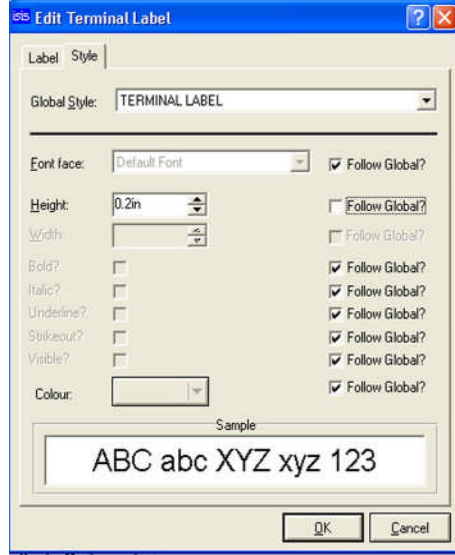 isis Edit Terminal Label
Label Style
Global Style: TERMINAL LABEL
Font face: Default Font Follow Global?
Height: 0.2in Follow Global?
Width: Follow Global?
Bold? Follow Global?
Italic? Follow Global?
Underline? Follow Global?
Strikeout? Follow Global?
Visible? Follow Global?
Colour: Follow Global?
Sample
ABC abc XYZ xyz 123
OK Cancel